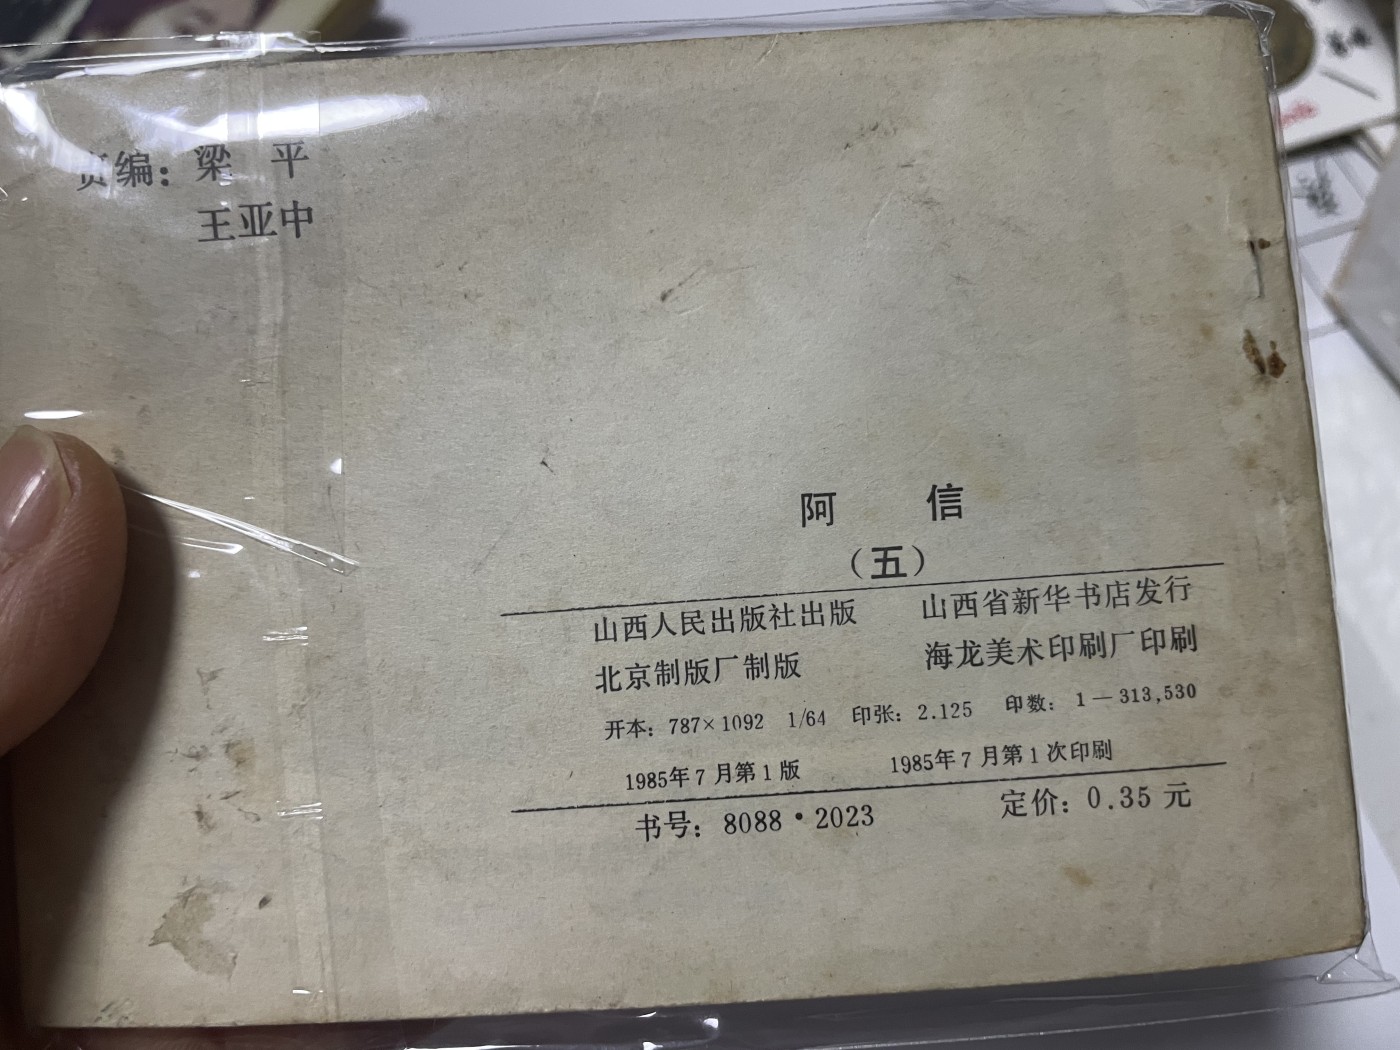 责编：梁 平
王亚中
阿 信
（五）
山西人民出版社出版 山西省新华书店发行
北京制版厂制版 海龙美术印刷厂印刷
开本：787×1092 1/64 印张：2.125 印数：1—313,530
1985年7月第1版 1985年7月第1次印刷
书号：8088·2023 定价：0.35元